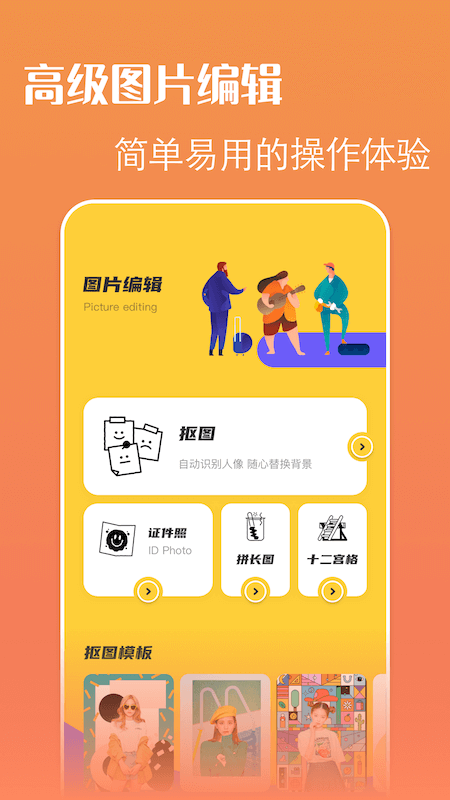 高级图片编辑
简单易用的操作体验
图片编辑
Picture editing
抠图
自动识别人像 随心替换背景
证件照
ID Photo
拼长图
十二宫格
抠图模板